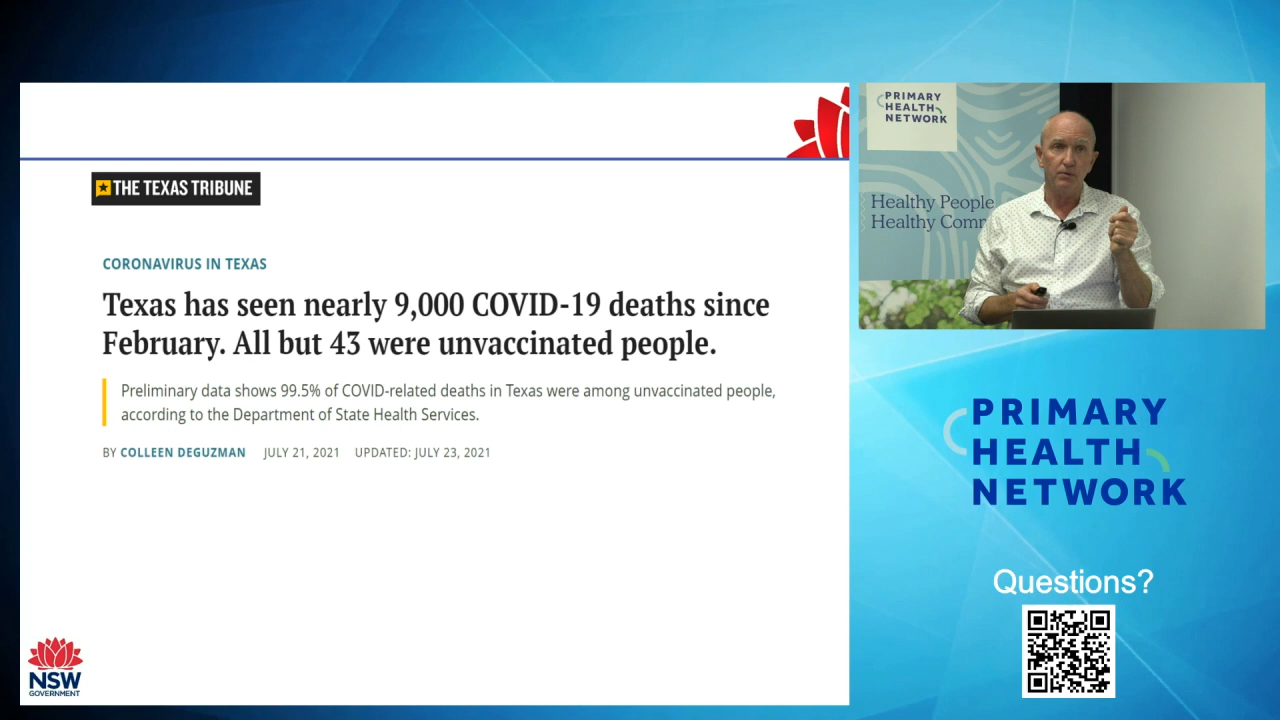 THE TEXAS TRIBUNE
CORONAVIRUS IN TEXAS
Texas has seen nearly 9,000 COVID-19 deaths since
February. All but 43 were unvaccinated people.
Preliminary data shows 99.5% of COVID-related deaths in Texas were among unvaccinated people,
according to the Department of State Health Services.
BY COLLEEN DEGUZMAN JULY 21, 2021 UPDATED: JULY 23, 2021
NSW
GOVERNMENT
PRIMARY
HEALTH
NETWORK
Healthy People
Healthy Comm
PRIMARY
HEALTH
NETWORK
Questions?